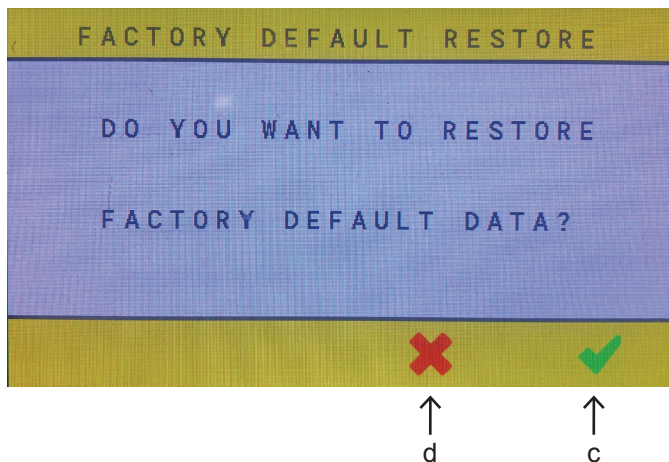 FACTORY DEFAULT RESTORE
DO YOU WANT TO RESTORE
FACTORY DEFAULT DATA?
d c